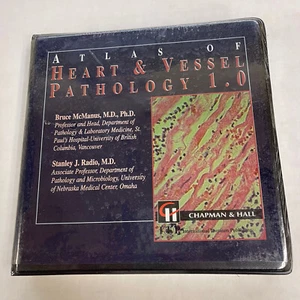 ATLAS OF
HEART & VESSEL
PATHOLOGY 1.0
Bruce McManus, M.D., Ph.D.
Professor and Head, Department of
Pathology & Laboratory Medicine, St.
Paul's Hospital-University of British
Columbia, Vancouver
Stanley J. Radio, M.D.
Associate Professor, Department of
Pathology and Microbiology, University
of Nebraska Medical Center, Omaha
CHAPMAN & HALL